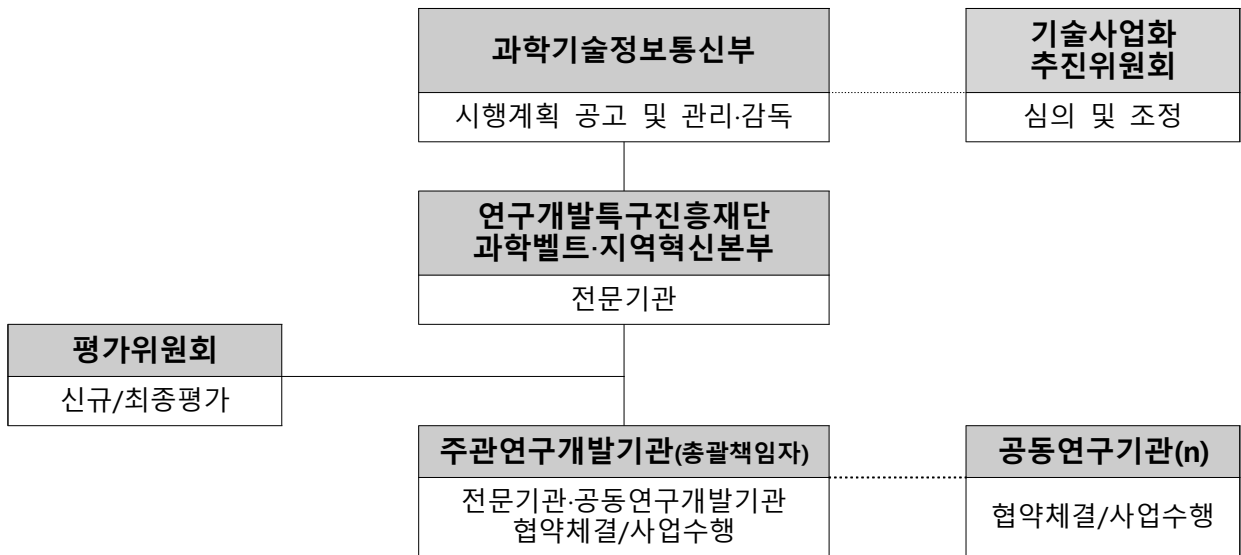 과학기술정보통신부
시행계획 공고 및 관리·감독
기술사업화
추진위원회
심의 및 조정
연구개발특구진흥재단
과학벨트·지역혁신본부
전문기관
평가위원회
신규/최종평가
주관연구개발기관(총괄책임자)
전문기관·공동연구개발기관
협약체결/사업수행
공동연구기관(n)
협약체결/사업수행